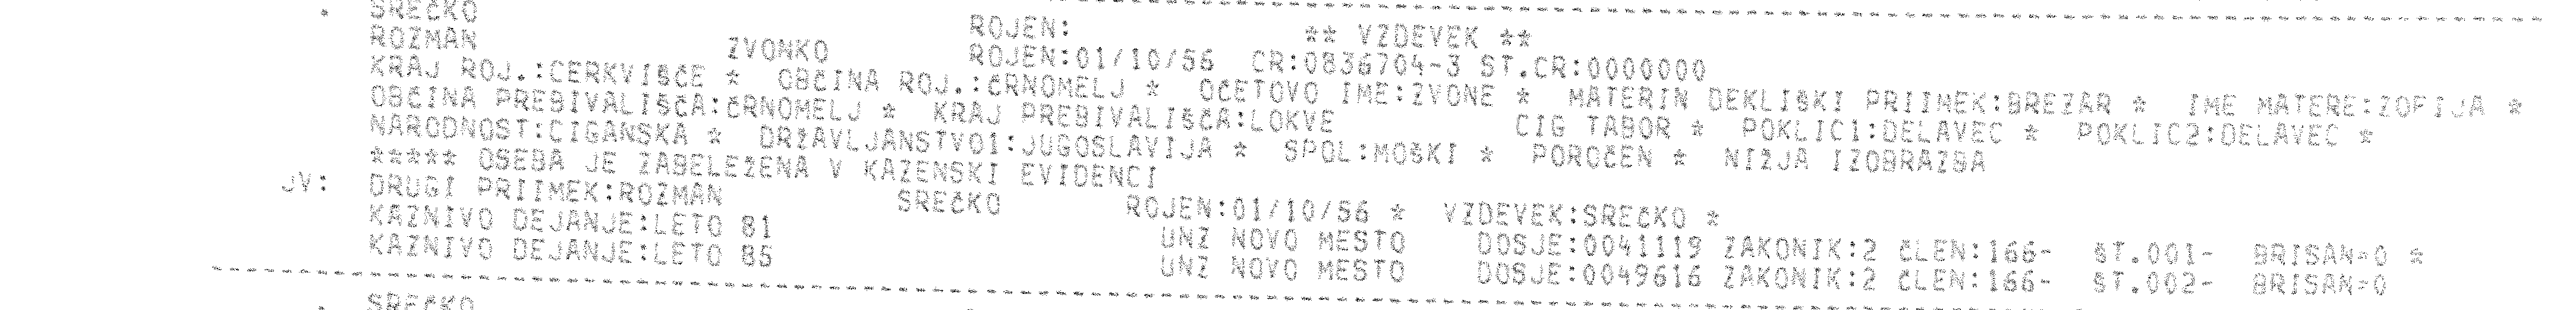 . SREČKO ROJEN: ** VZDEVEK **
ROZMAN ZVONKO ROJEN:01/10/56 CR:0836704-3 ST.CR:0000000
KRAJ ROJ.:CERKVIŠČE * OBČINA ROJ.:ČRNOMELJ * OČETOVO IME:ZVONE * MATERIN DEKLIŠKI PRIIMEK:BREZAR * IME MATERE:ZOFIJA *
OBČINA PREBIVALIŠČA:ČRNOMELJ * KRAJ PREBIVALIŠČA:LOKVE CIG TABOR * POKLIC1:DELAVEC * POKLIC2:DELAVEC *
NARODNOST:CIGANSKA * DRŽAVLJANSTVO1:JUGOSLAVIJA * SPOL:MOŠKI * POROČEN * NIŽJA IZOBRAZBA
***** OSEBA JE ZABELEŽENA V KAZENSKI EVIDENCI
JV: DRUGI PRIIMEK:ROZMAN SREČKO ROJEN:01/10/56 * VZDEVEK:SREČKO *
KAZNIVO DEJANJE:LETO 81 UNZ NOVO MESTO DOSJE:0041119 ZAKONIK:2 ČLEN:166- ŠT.001- BRISAN=0 *
KAZNIVO DEJANJE:LETO 85 UNZ NOVO MESTO DOSJE:0049616 ZAKONIK:2 ČLEN:166- ŠT.002- BRISAN=0
. SREČKO